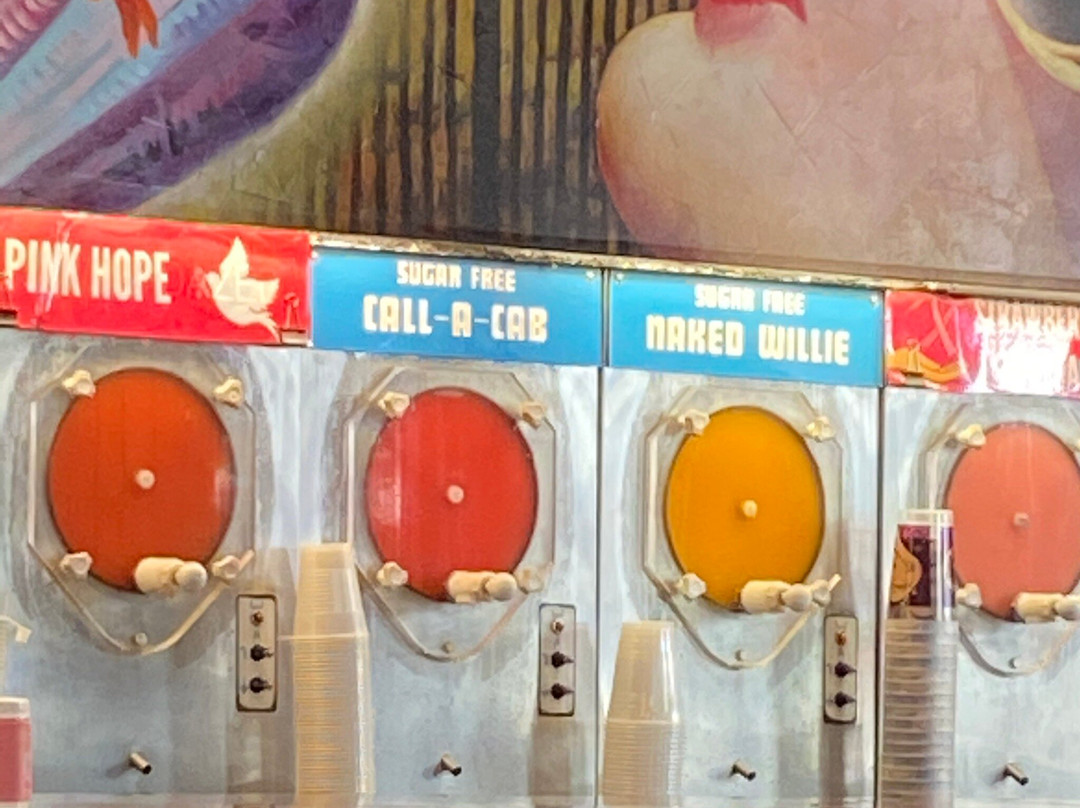 PINK HOPE
SUGAR FREE
CALL-A-CAB
SUGAR FREE
NAKED WILLIE